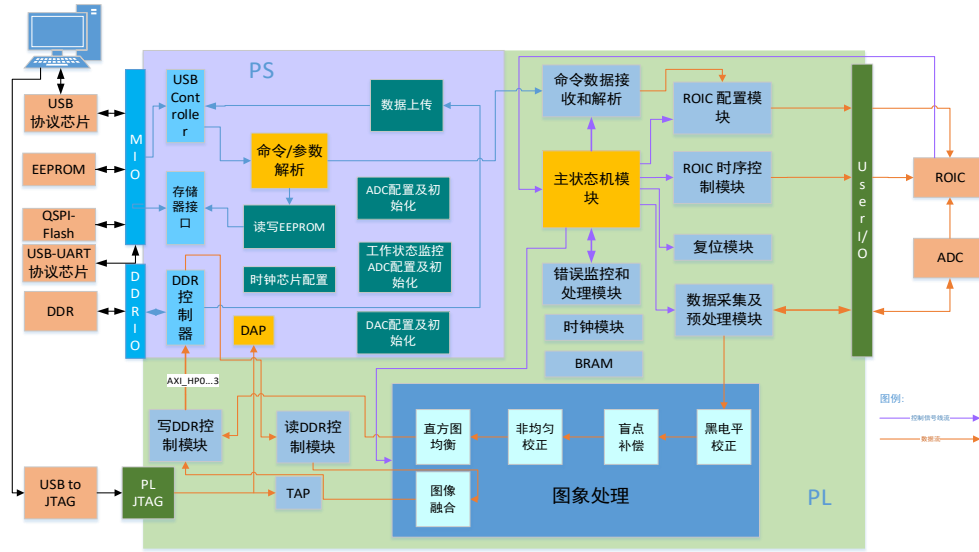 PS
USB
协议芯片
EEPROM
QSPI-
Flash
USB-UART
协议芯片
DDR
M
I
O
D
D
R
I
O
USB
Contr
olle
r
数据上传
命令/参数
解析
存储
器接
口
读写EEPROM
ADC配置及初
始化
工作状态监控
ADC配置及初
始化
时钟芯片配置
DDR
控制
器
DAP
DAC配置及初
始化
命令数据接
收和解析
ROIC 配置模
块
主状态机模
块
ROIC 时序控
制模块
复位模块
错误监控和
处理模块
数据采集及
预处理模块
时钟模块
BRAM
U
s
e
r
I
/
O
ROIC
ADC
图例:
控制信号线流
数据流
AXI_HP0...3
写DDR控
制模块
读DDR控
制模块
直方图
均衡
非均匀
校正
盲点
补偿
黑电平
校正
图像
融合
图象处理
PL
USB to
JTAG
PL
JTAG
TAP